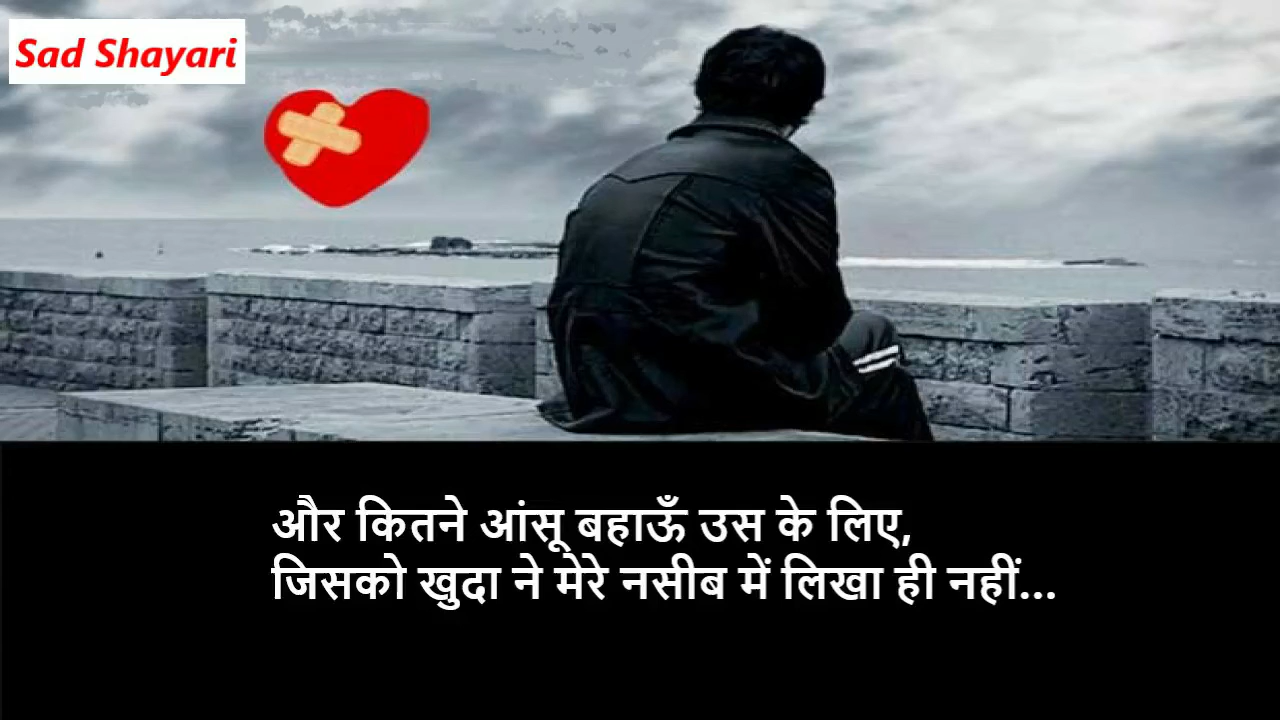 Sad Shayari
और कितने आंसू बहाऊँ उस के लिए,
जिसको खुदा ने मेरे नसीब में लिखा ही नहीं...